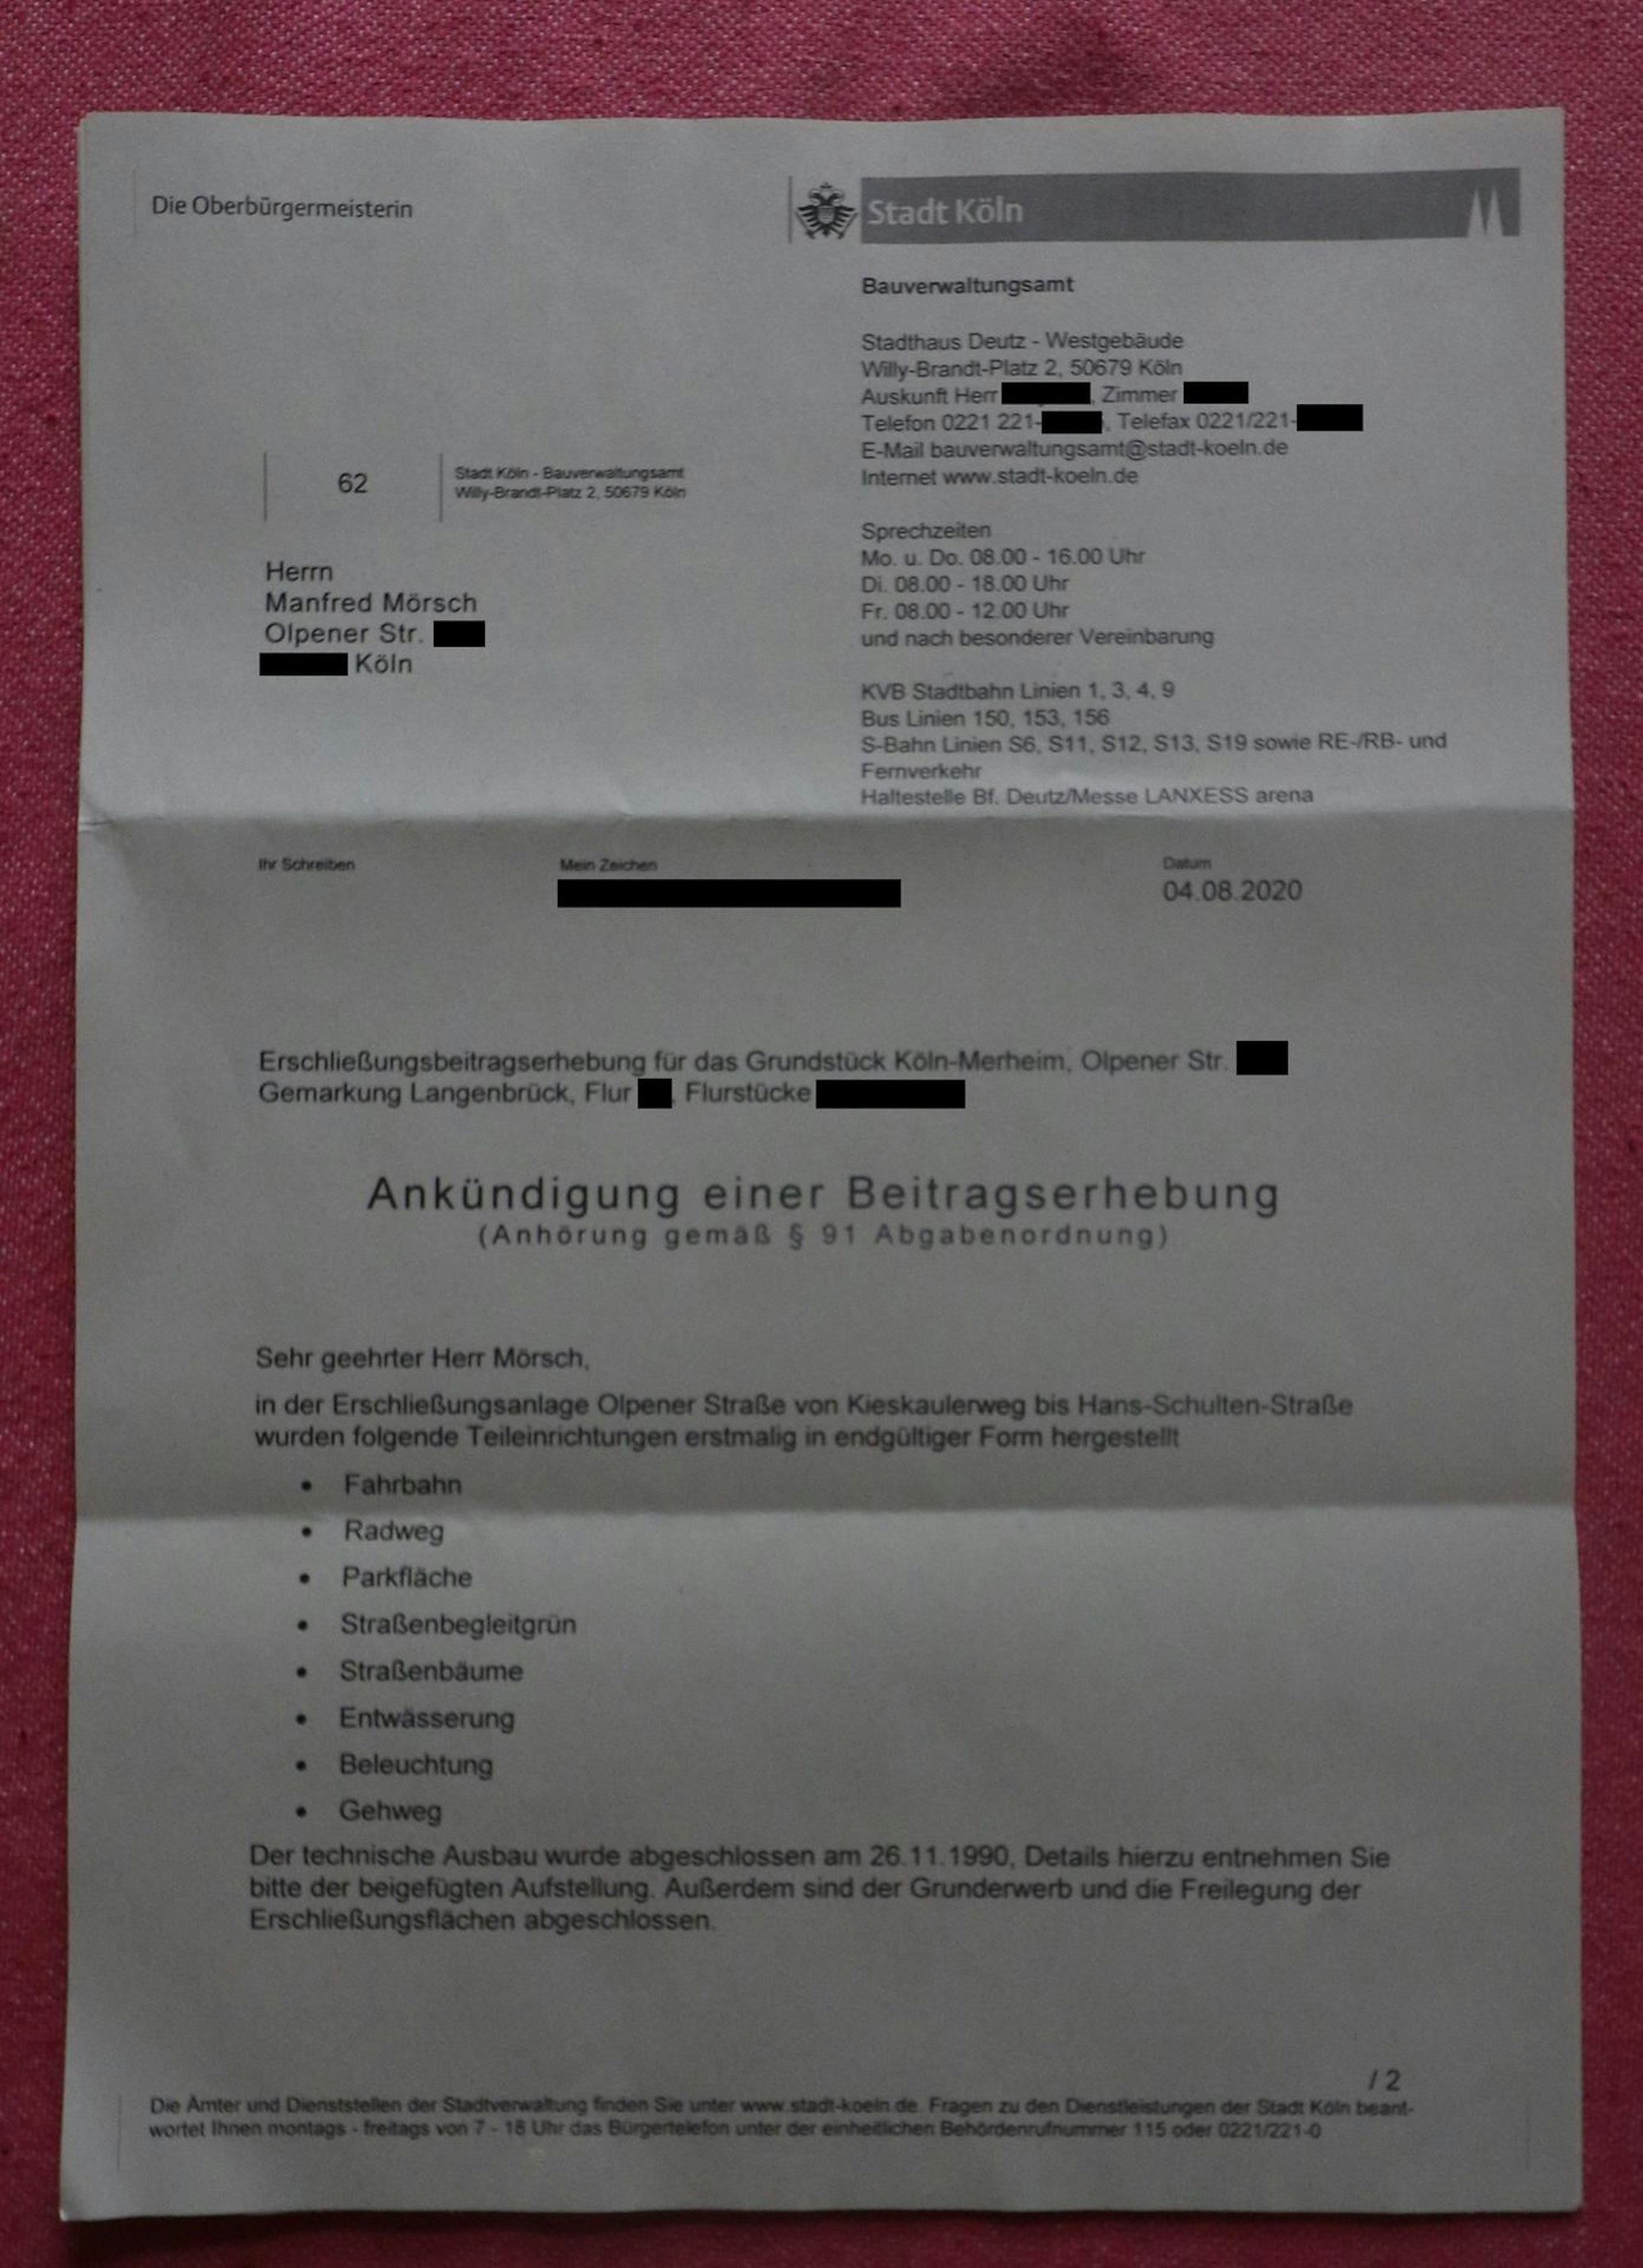 Die Oberbürgermeisterin
Stadt Köln
Bauverwaltungsamt
Stadthaus Deutz - Westgebäude
Willy-Brandt-Platz 2, 50679 Köln
Auskunft Herr , Zimmer
Telefon 0221 221- , Telefax 0221/221-
E-Mail bauverwaltungsamt@stadt-koeln.de
Internet www.stadt-koeln.de
Sprechzeiten
Mo. u. Do. 08.00 - 16.00 Uhr
Di. 08.00 - 18.00 Uhr
Fr. 08.00 - 12.00 Uhr
und nach besonderer Vereinbarung
KVB Stadtbahn Linien 1, 3, 4, 9
Bus Linien 150, 153, 156
S-Bahn Linien S6, S11, S12, S13, S19 sowie RE-/RB- und
Fernverkehr
Haltestelle Bf. Deutz/Messe LANXESS arena
62
Stadt Köln - Bauverwaltungsamt
Willy-Brandt-Platz 2, 50679 Köln
Herrn
Manfred Mörsch
Olpener Str.
Köln
Ihr Schreiben
Mein Zeichen
Datum
04.08.2020
Erschließungsbeitragserhebung für das Grundstück Köln-Merheim, Olpener Str.
Gemarkung Langenbrück, Flur , Flurstücke
Ankündigung einer Beitragserhebung
(Anhörung gemäß § 91 Abgabenordnung)
Sehr geehrter Herr Mörsch,
in der Erschließungsanlage Olpener Straße von Kieskaulerweg bis Hans-Schulten-Straße
wurden folgende Teileinrichtungen erstmalig in endgültiger Form hergestellt
• Fahrbahn
• Radweg
• Parkfläche
• Straßenbegleitgrün
• Straßenbäume
• Entwässerung
• Beleuchtung
• Gehweg
Der technische Ausbau wurde abgeschlossen am 26.11.1990, Details hierzu entnehmen Sie
bitte der beigefügten Aufstellung. Außerdem sind der Grunderwerb und die Freilegung der
Erschließungsflächen abgeschlossen.
/ 2
Die Ämter und Dienststellen der Stadtverwaltung finden Sie unter www.stadt-koeln.de. Fragen zu den Dienstleistungen der Stadt Köln beant-
wortet Ihnen montags - freitags von 7 - 18 Uhr das Bürgertelefon unter der einheitlichen Behördenrufnummer 115 oder 0221/221-0